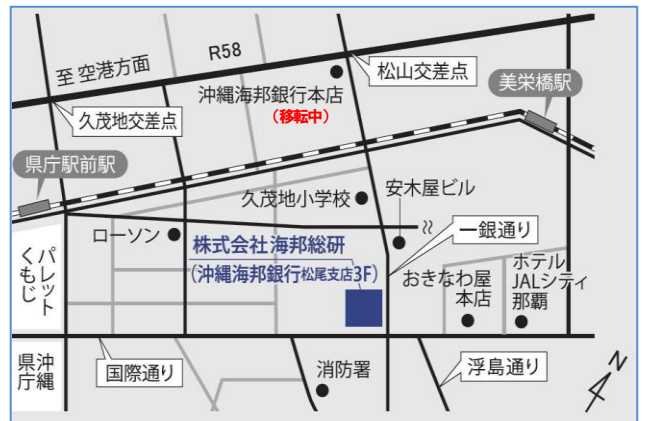 R58
至 空港方面
松山交差点
美栄橋駅
沖縄海邦銀行本店
（移転中）
久茂地交差点
県庁駅前駅
久茂地小学校
安木屋ビル
ローソン
株式会社海邦総研
（沖縄海邦銀行松尾支店3F）
一銀通り
パレット
くもじ
おきなわ屋
本店
ホテル
JALシティ
那覇
沖縄
県庁
国際通り
消防署
浮島通り
N